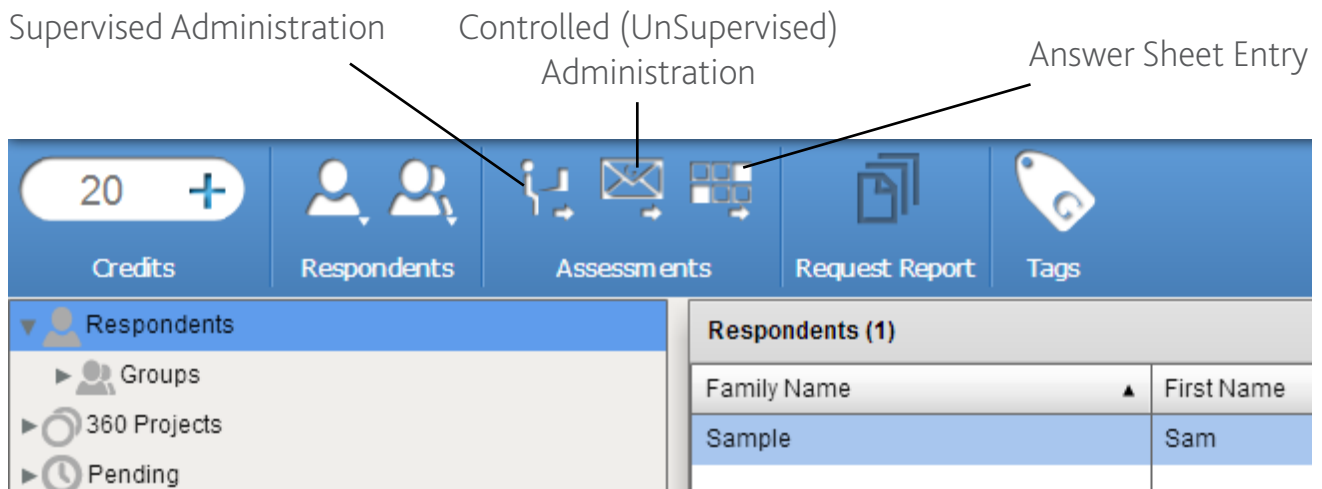 Supervised Administration
Controlled (UnSupervised)
Administration
Answer Sheet Entry
20
Credits
Respondents
Assessments
Request Report
Tags
Respondents
Groups
360 Projects
Pending
Respondents (1)
Family Name
First Name
Sample
Sam